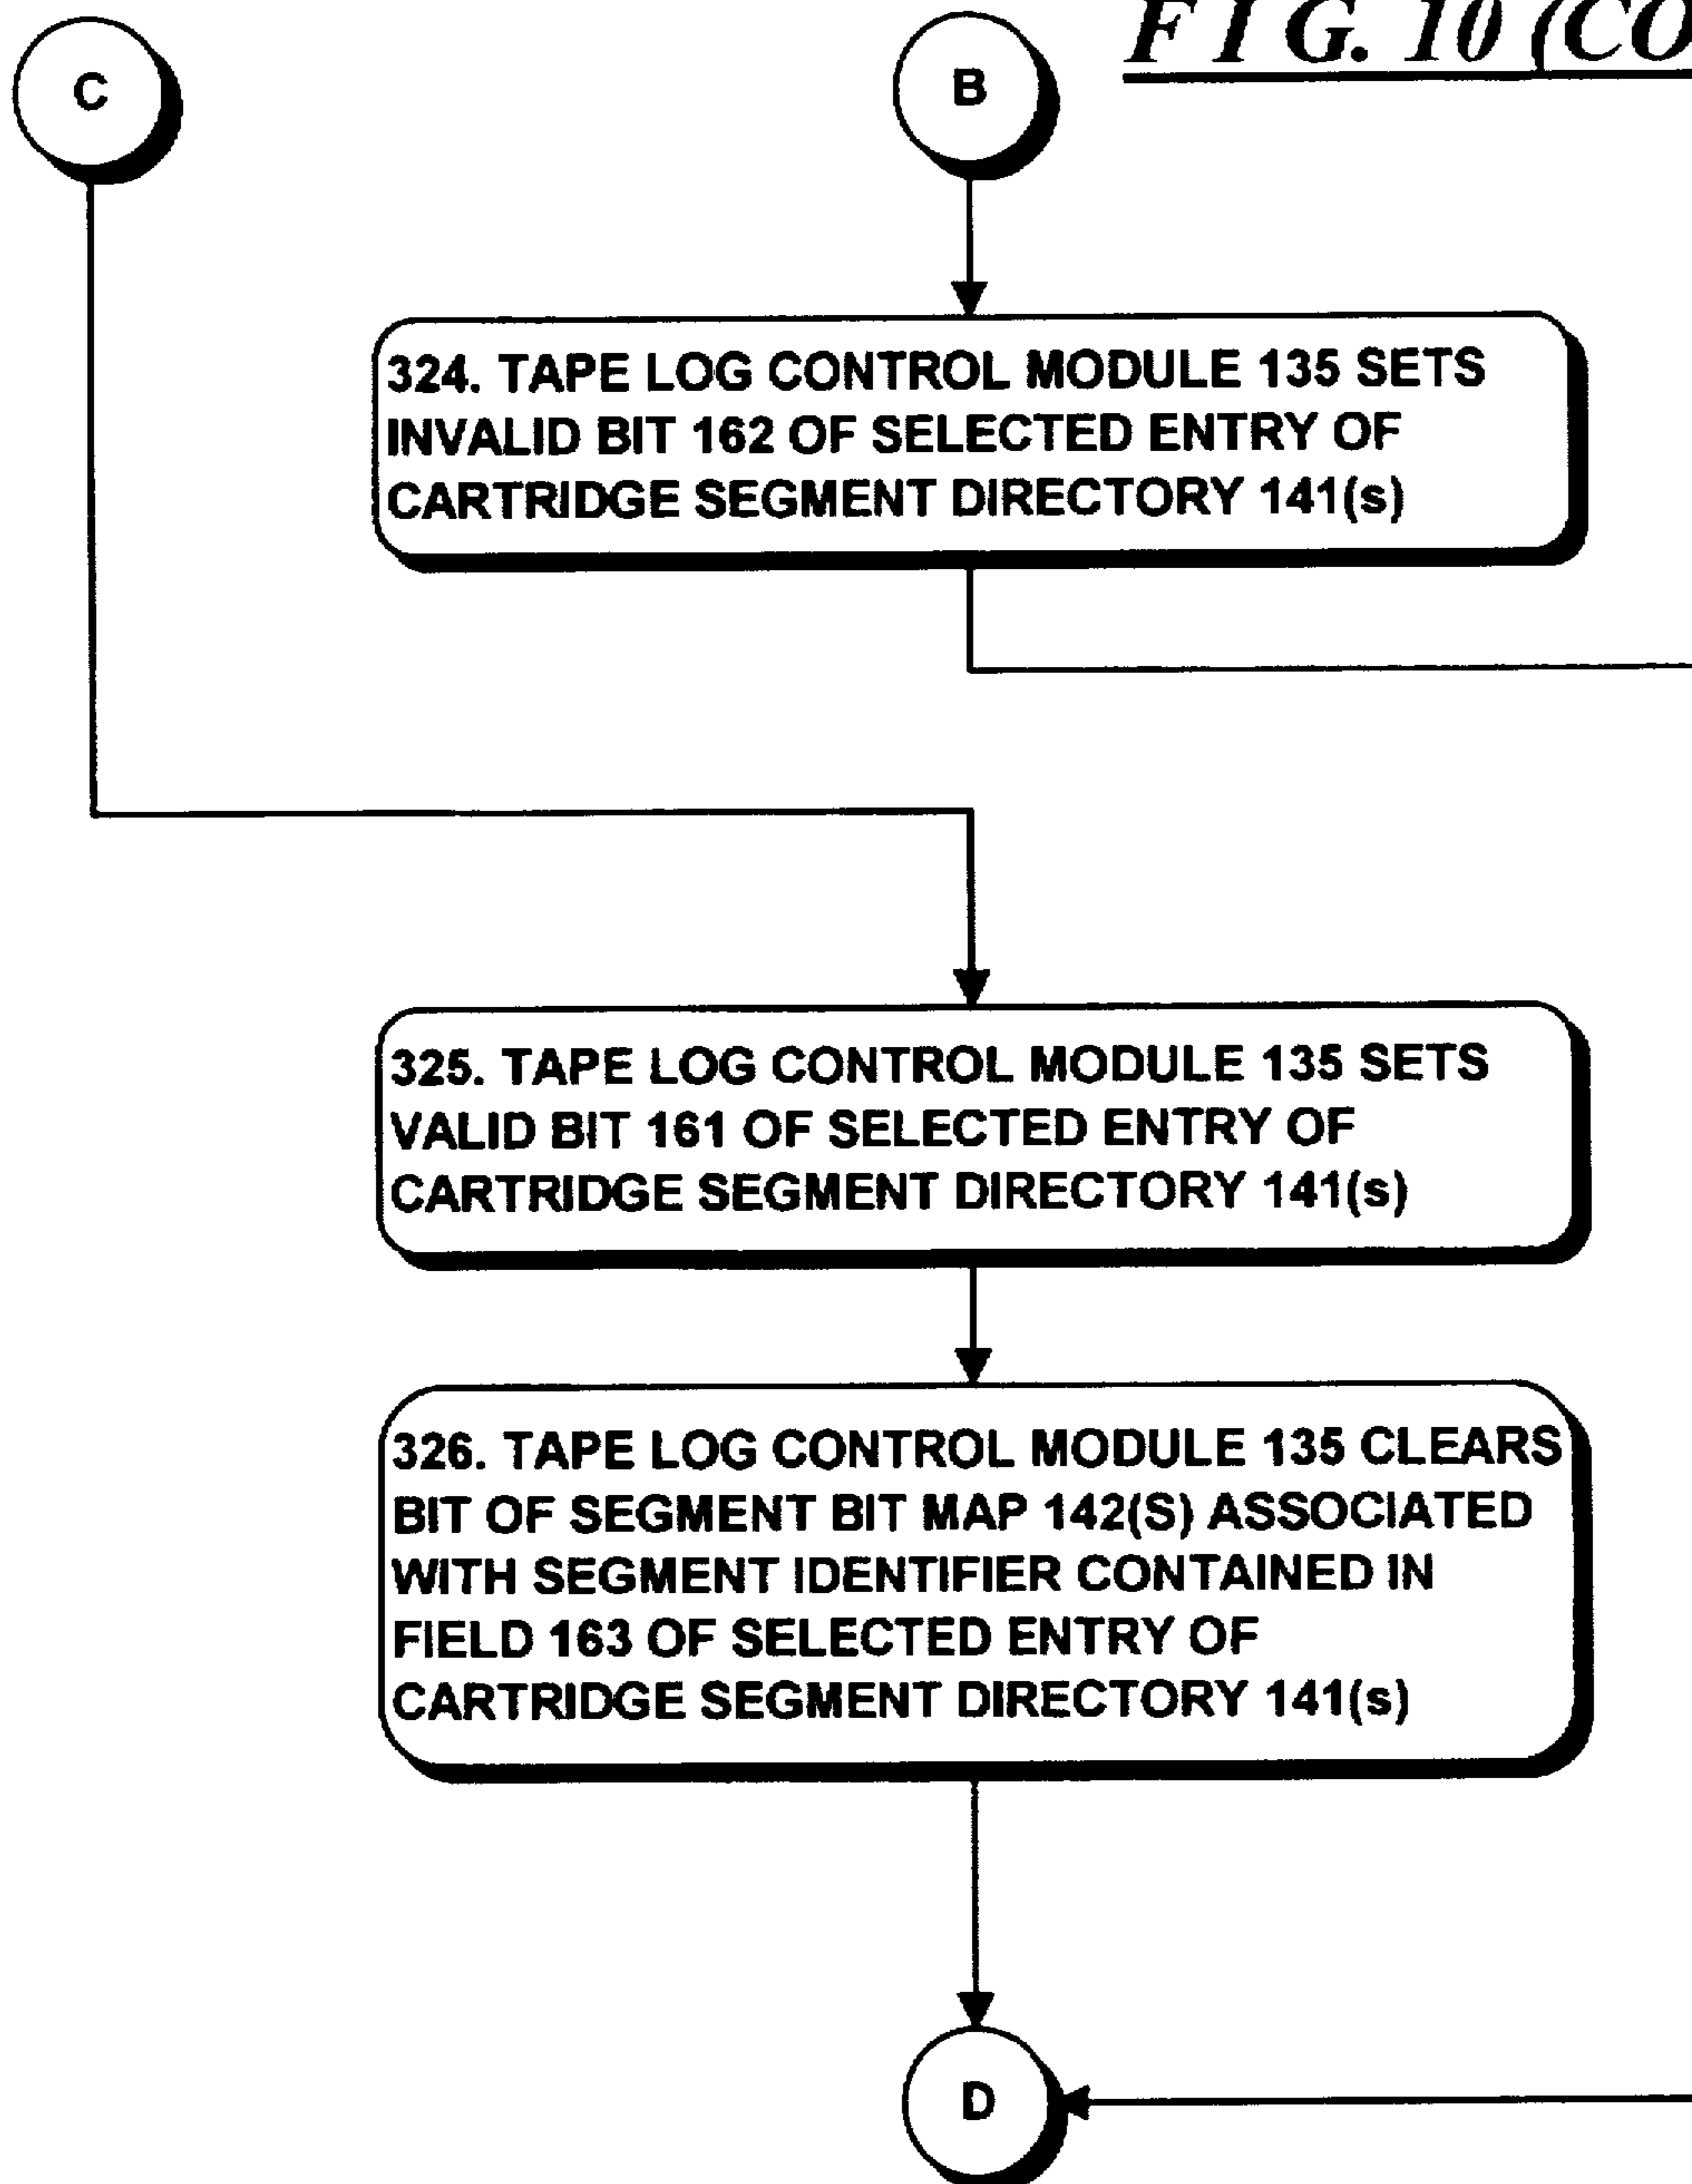 C
B
FIG. 10 (CO
324. TAPE LOG CONTROL MODULE 135 SETS
INVALID BIT 162 OF SELECTED ENTRY OF
CARTRIDGE SEGMENT DIRECTORY 141(s)
325. TAPE LOG CONTROL MODULE 135 SETS
VALID BIT 161 OF SELECTED ENTRY OF
CARTRIDGE SEGMENT DIRECTORY 141(s)
326. TAPE LOG CONTROL MODULE 135 CLEARS
BIT OF SEGMENT BIT MAP 142(S) ASSOCIATED
WITH SEGMENT IDENTIFIER CONTAINED IN
FIELD 163 OF SELECTED ENTRY OF
CARTRIDGE SEGMENT DIRECTORY 141(s)
D